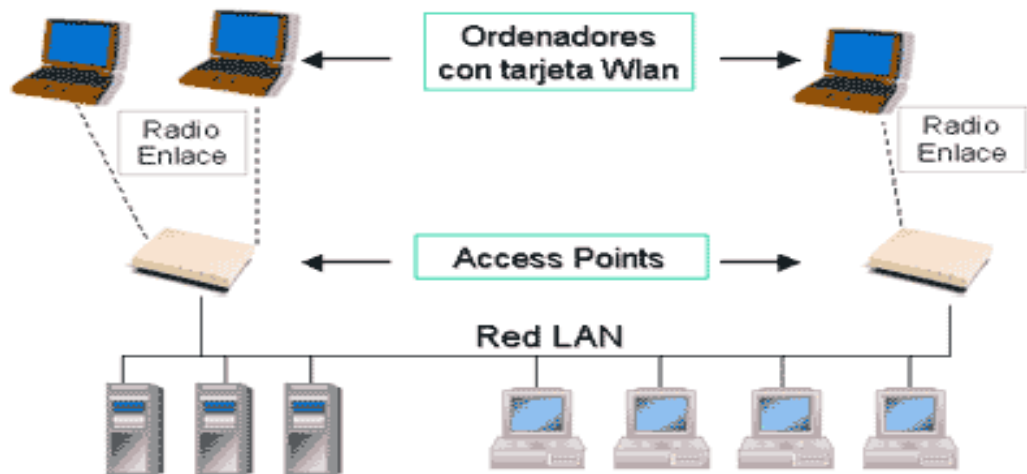 Ordenadores
con tarjeta Wlan
Radio
Enlace
Radio
Enlace
Access Points
Red LAN